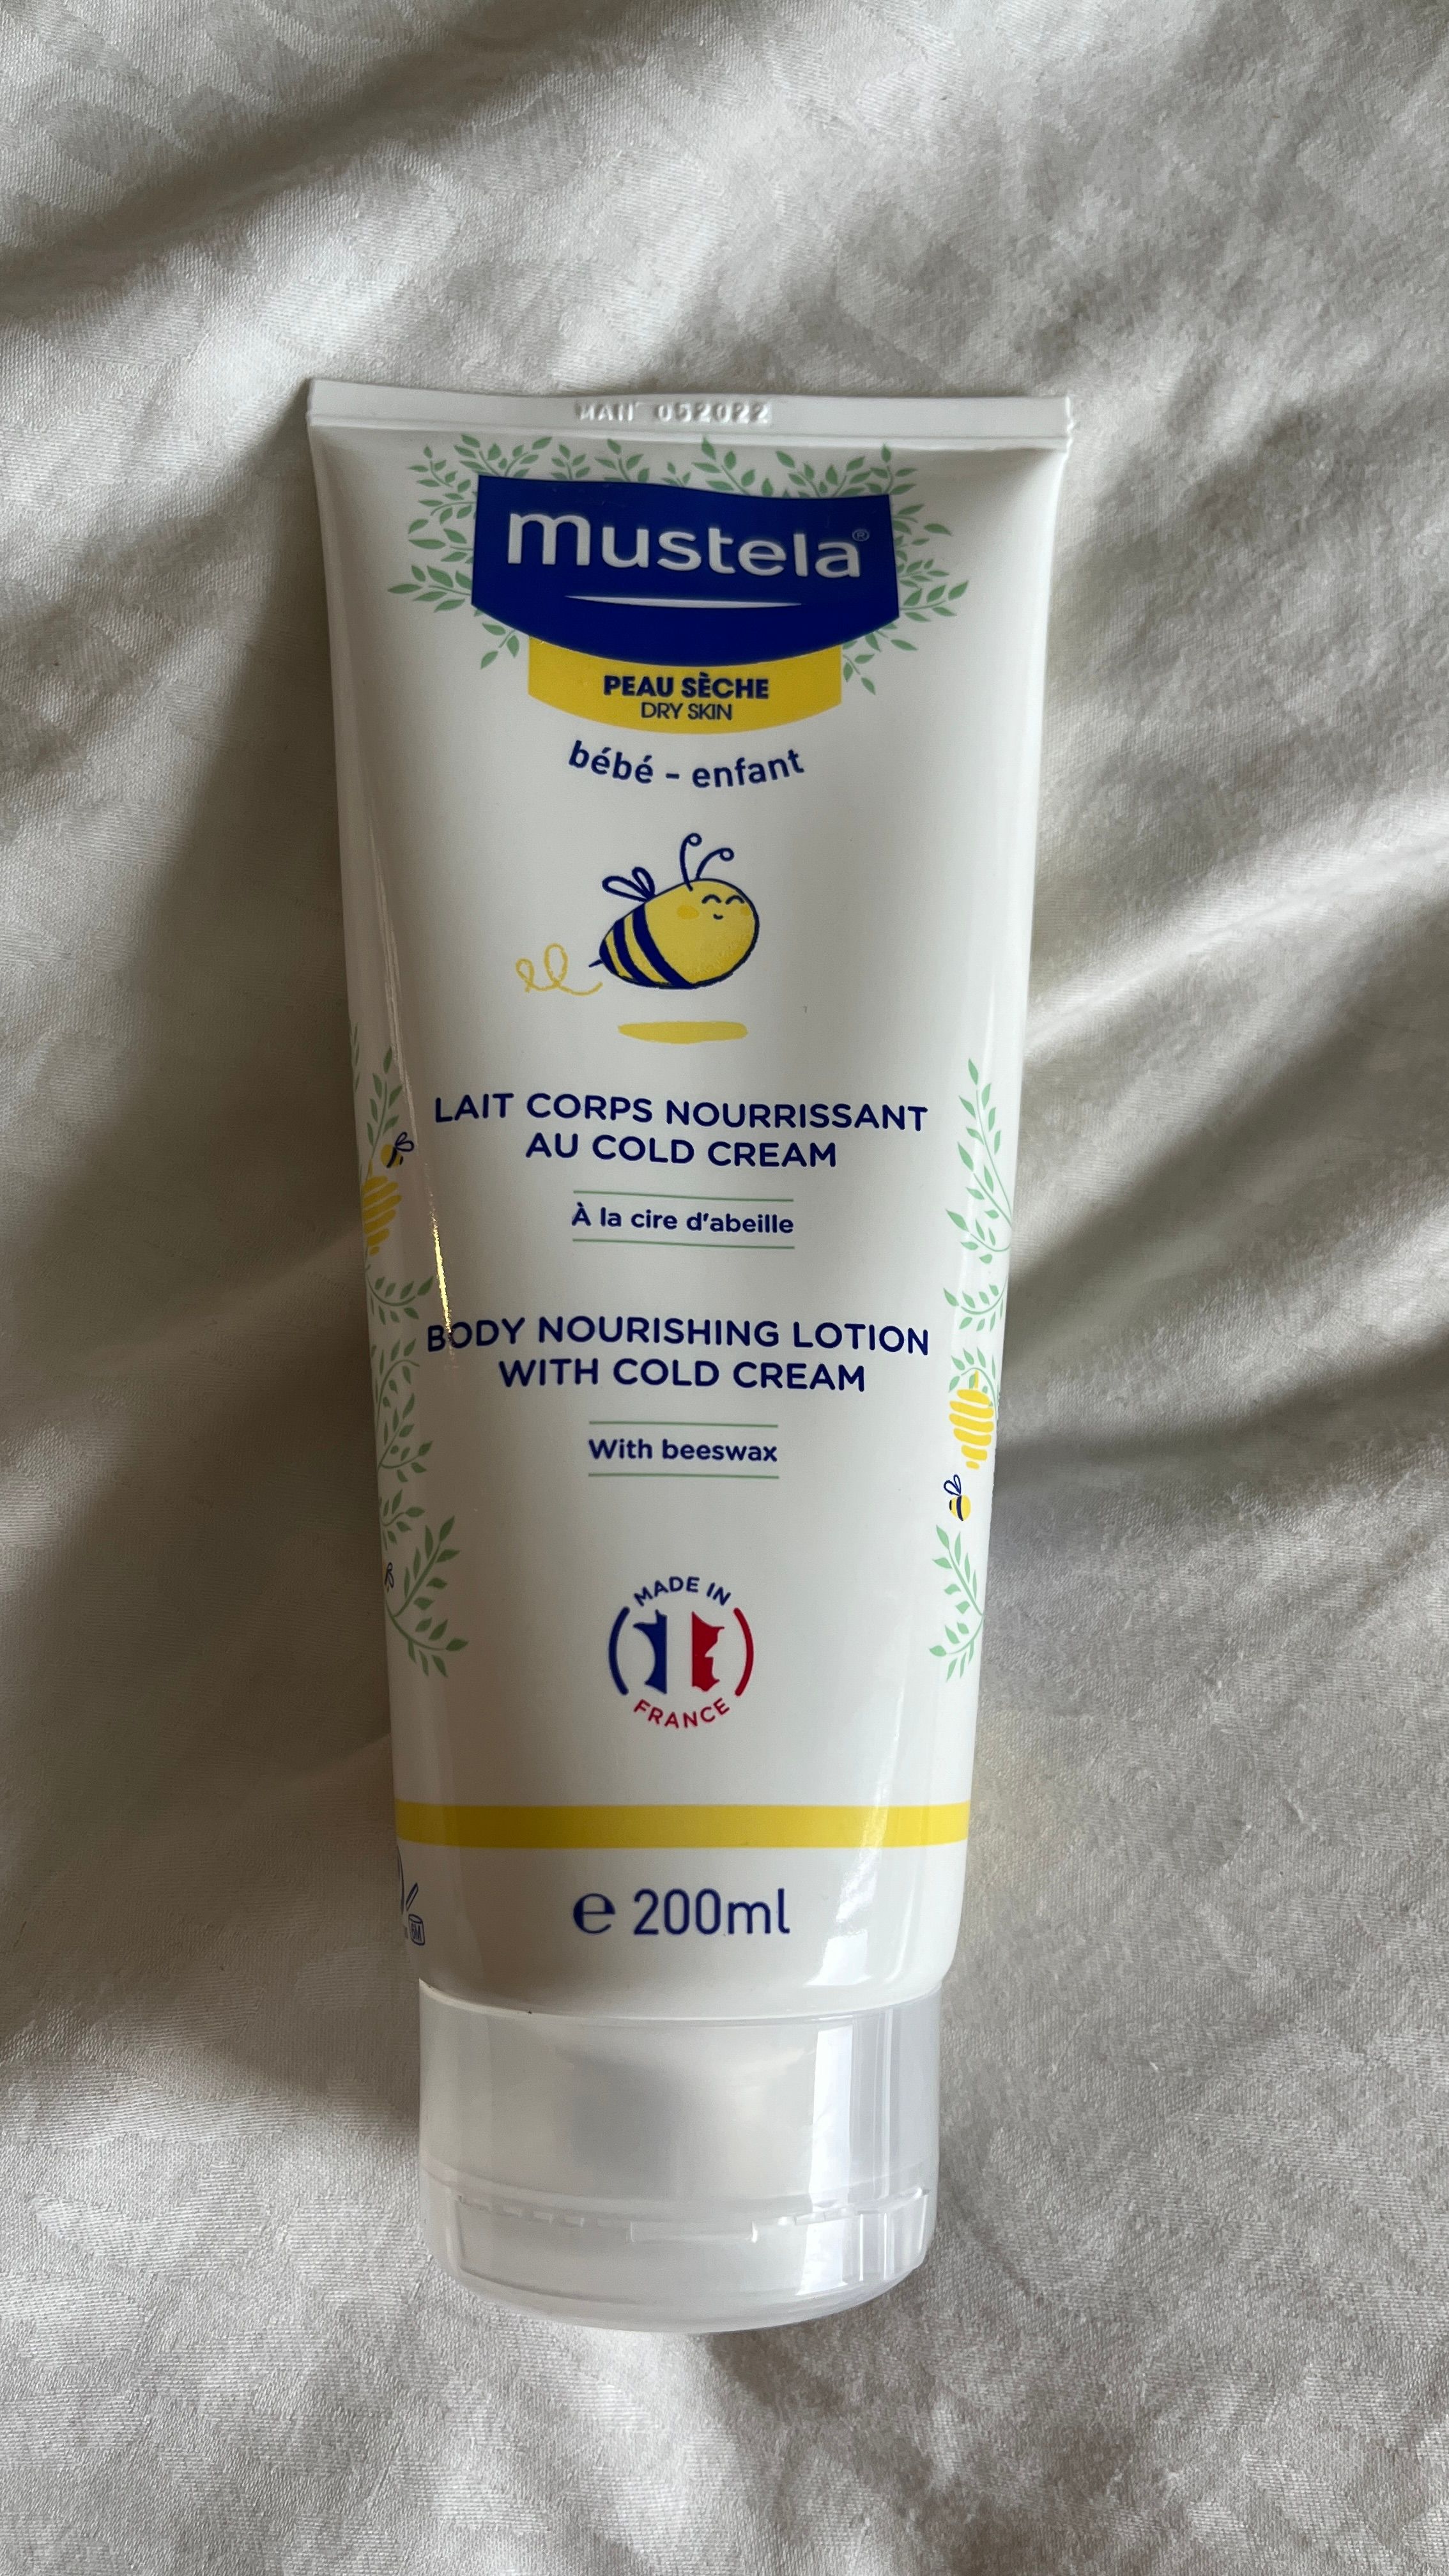 MAN 052022
mustela®
PEAU SÈCHE
DRY SKIN
bébé - enfant
LAIT CORPS NOURRISSANT
AU COLD CREAM
À la cire d'abeille
BODY NOURISHING LOTION
WITH COLD CREAM
With beeswax
MADE IN
FRANCE
e 200ml